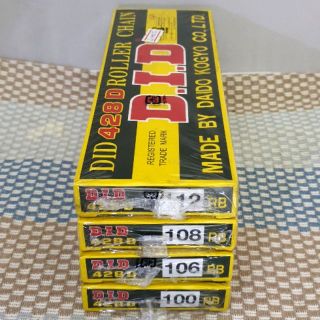 DID 428 D ROLLER CHAIN
D.I.D
REGISTERED
TRADE MARK
MADE BY DAIDO KOGYO CO.,LTD
D.I.D
428D
RB
D.I.D
428D
108
RB
D.I.D
428D
106
RB
D.I.D
428D
100
RB